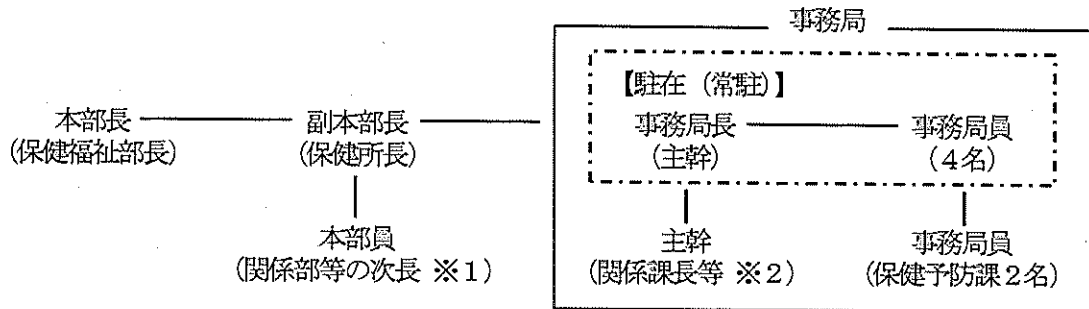 事務局
【駐在（常駐）】
本部長
(保健福祉部長)
副本部長
(保健所長)
事務局長
(主幹)
事務局員
(４名)
本部員
(関係部等の次長 ※１)
主幹
(関係課長等 ※２)
事務局員
(保健予防課２名)